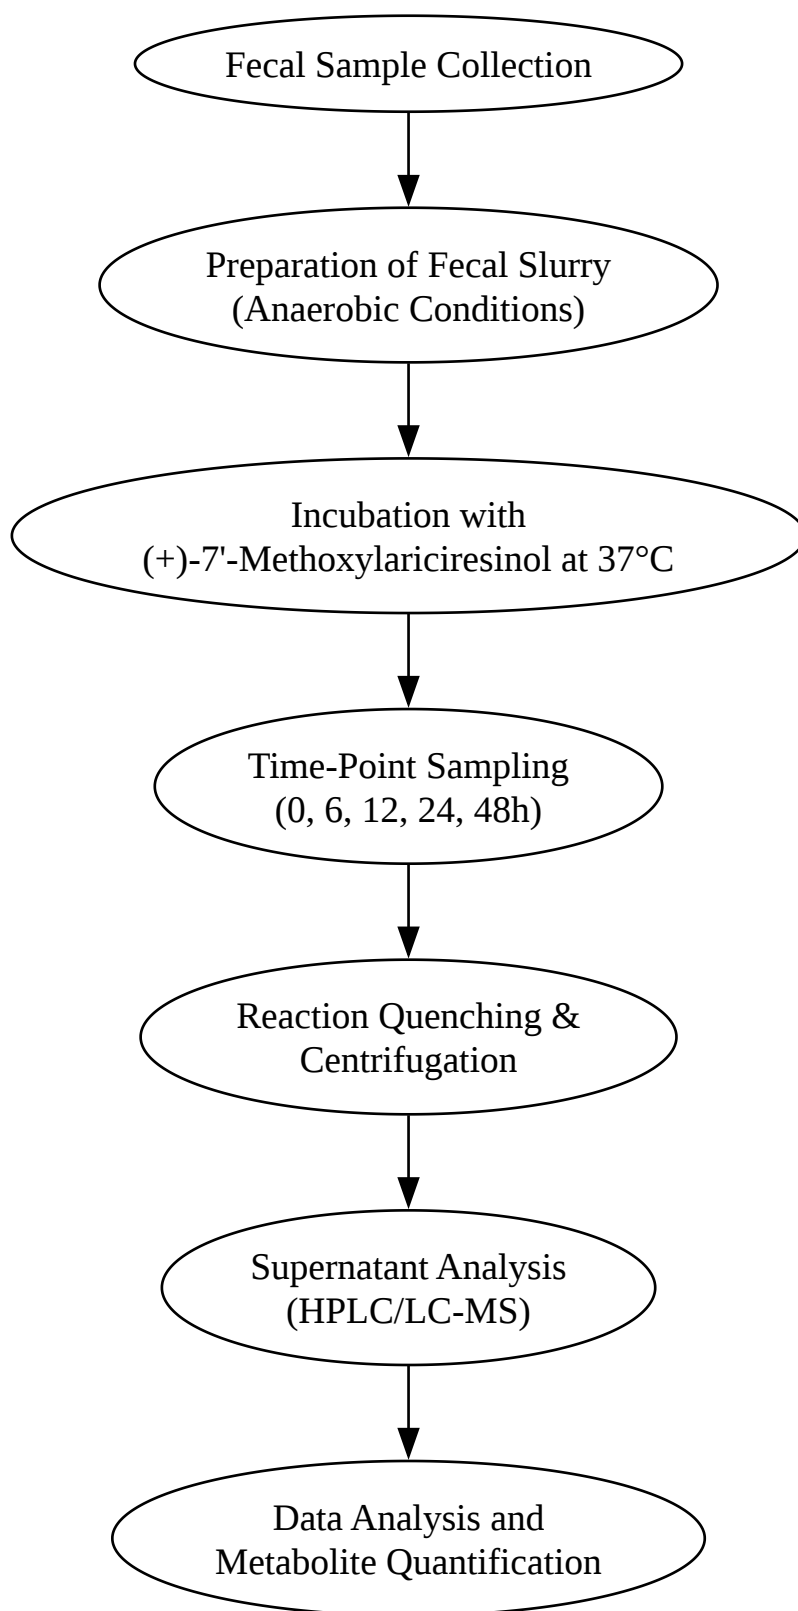 Fecal Sample Collection
Preparation of Fecal Slurry
(Anaerobic Conditions)
Incubation with
(+)-7'-Methoxylariciresinol at 37°C
Time-Point Sampling
(0, 6, 12, 24, 48h)
Reaction Quenching &
Centrifugation
Supernatant Analysis
(HPLC/LC-MS)
Data Analysis and
Metabolite Quantification